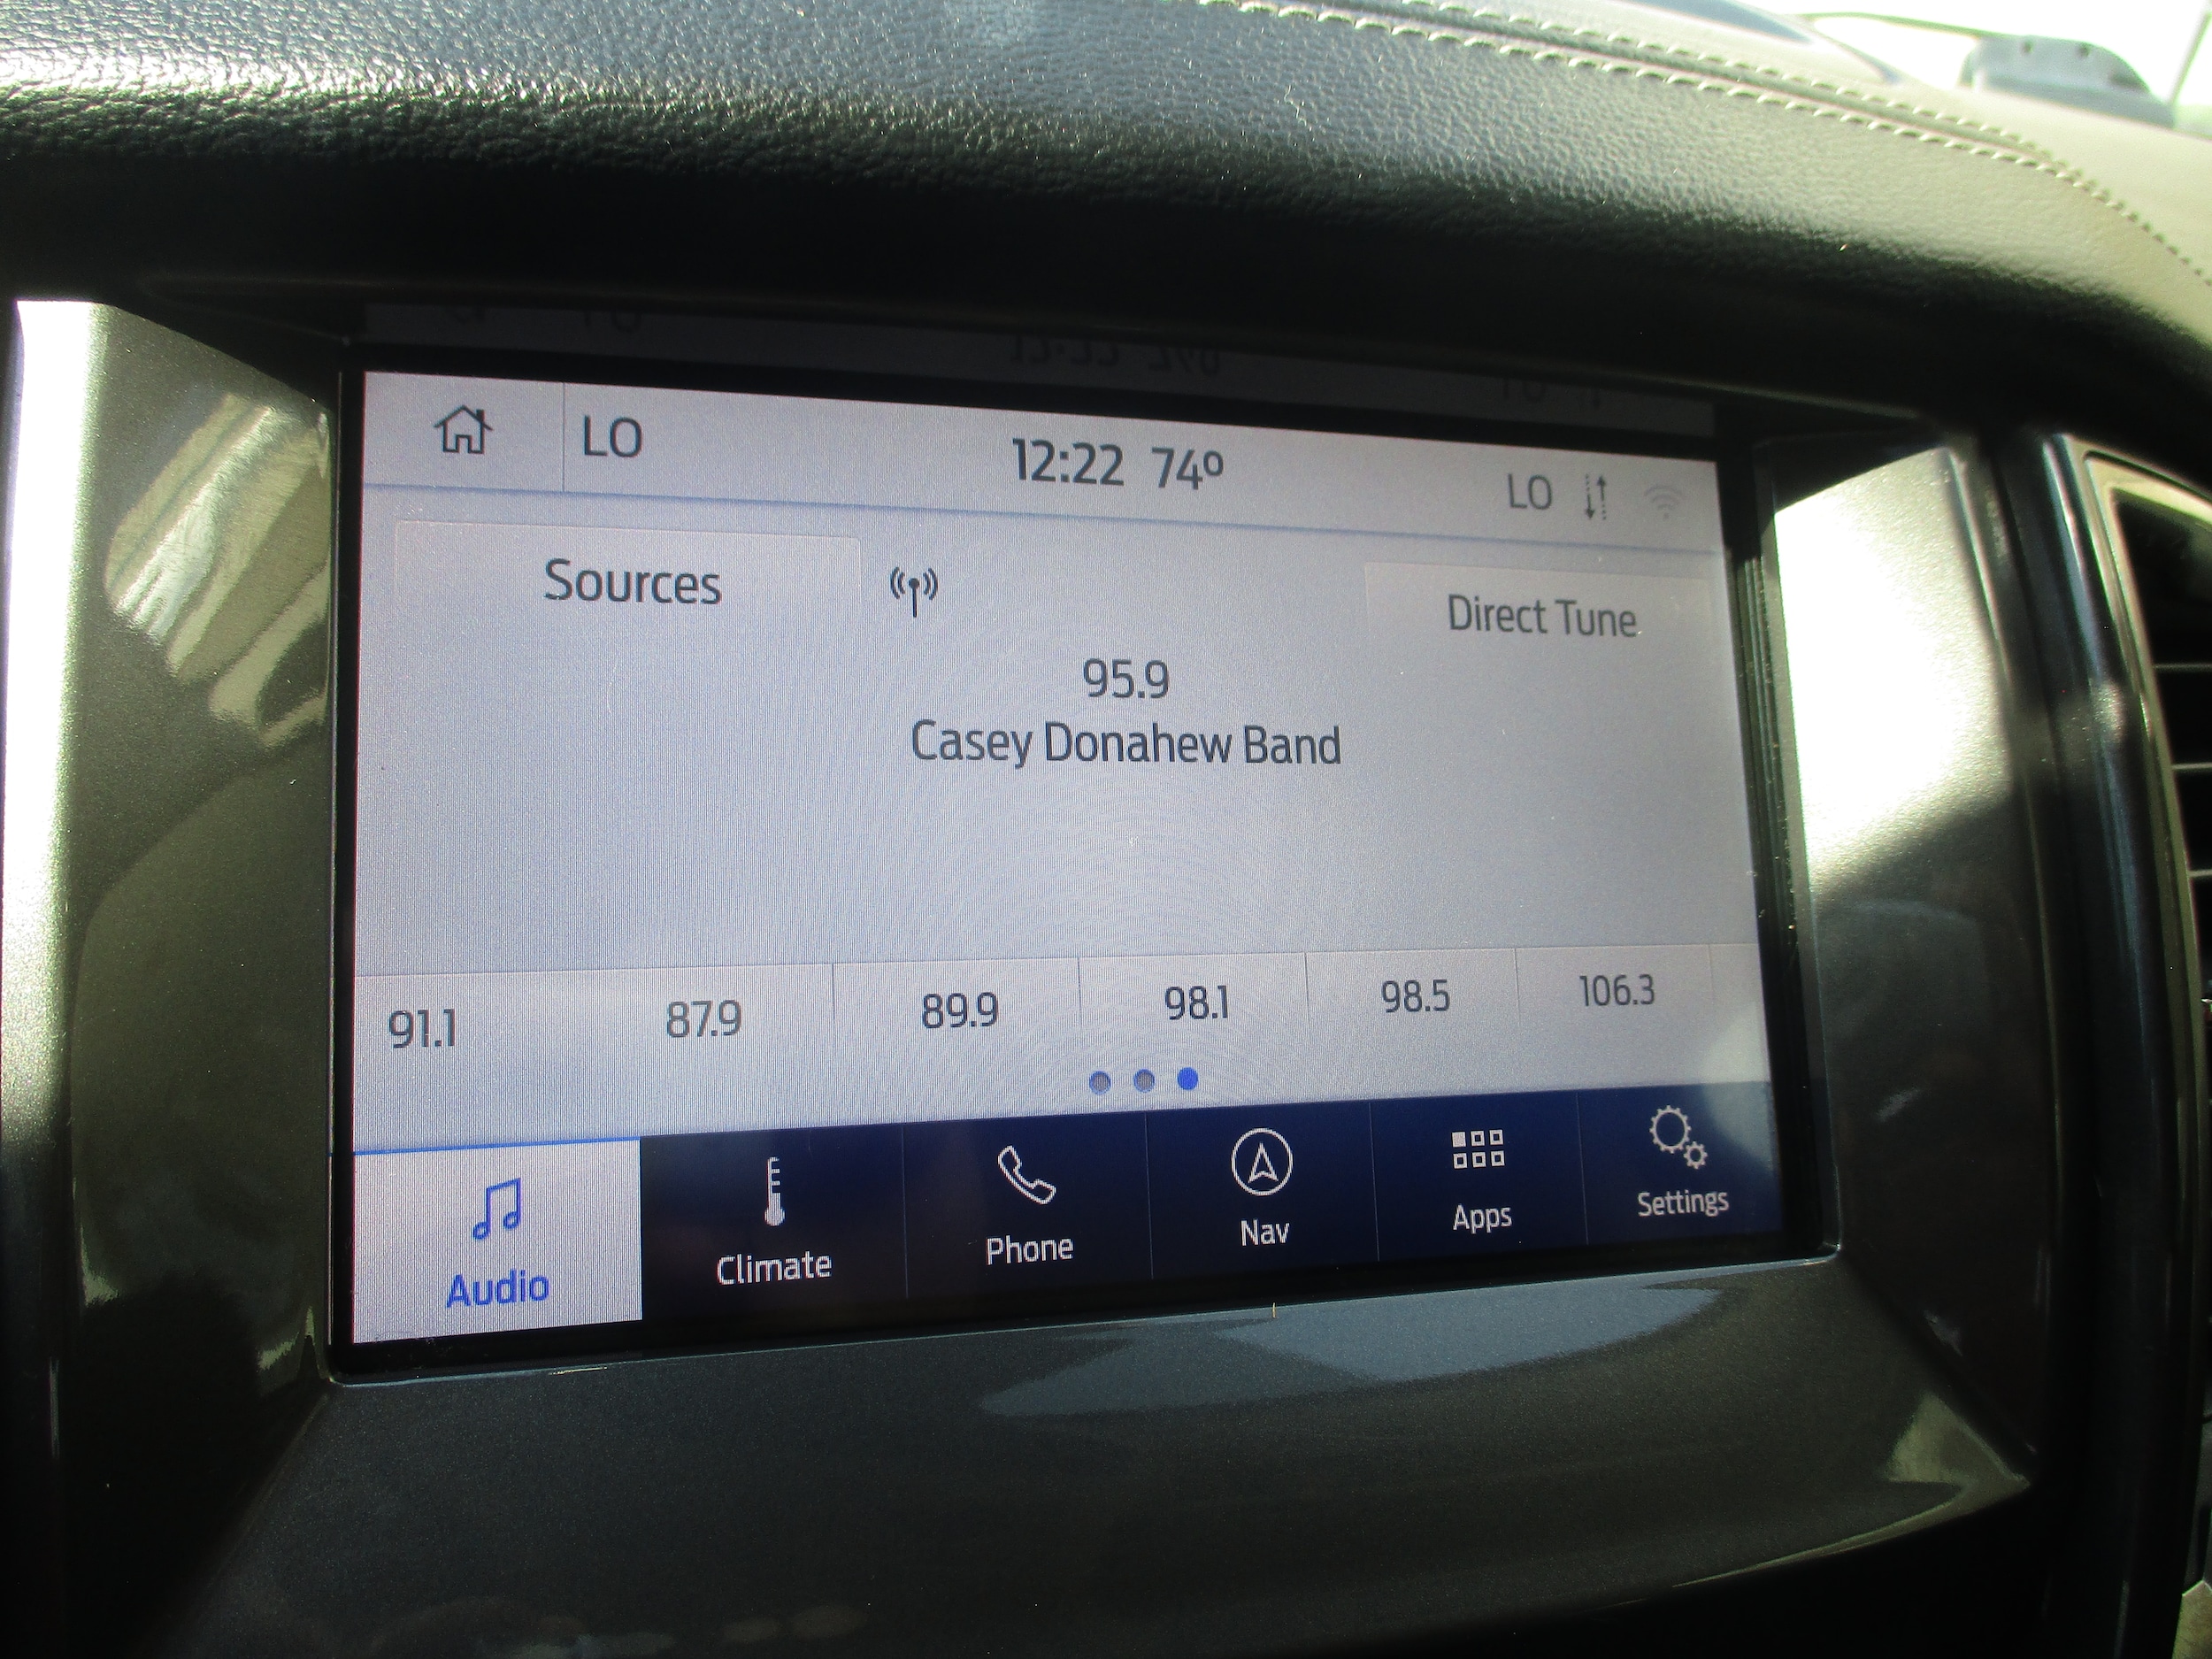 LO 12:22 74° LO
Sources Direct Tune
95.9
Casey Donahew Band
91.1 87.9 89.9 98.1 98.5 106.3
Audio Climate Phone Nav Apps Settings